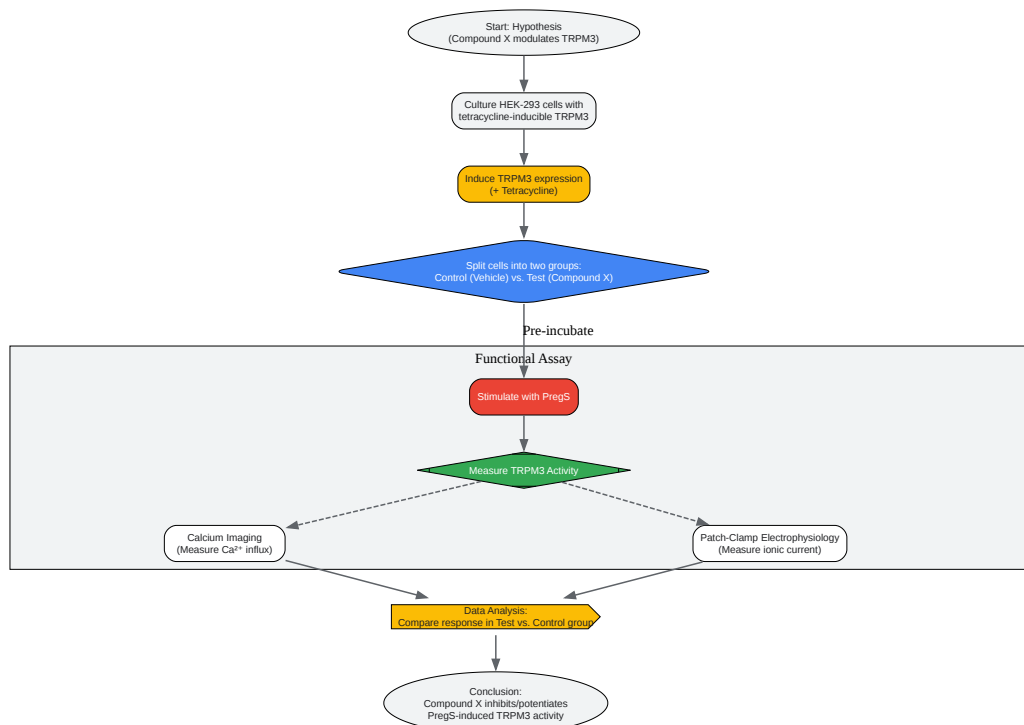 Start: Hypothesis
(Compound X modulates TRPM3)
Culture HEK-293 cells with
tetracycline-inducible TRPM3
Induce TRPM3 expression
(+ Tetracycline)
Split cells into two groups:
Control (Vehicle) vs. Test (Compound X)
Pre-incubate
Functional Assay
Stimulate with PregS
Measure TRPM3 Activity
Calcium Imaging
(Measure Ca²⁺ influx)
Patch-Clamp Electrophysiology
(Measure ionic current)
Data Analysis:
Compare response in Test vs. Control group
Conclusion:
Compound X inhibits/potentiates
PregS-induced TRPM3 activity